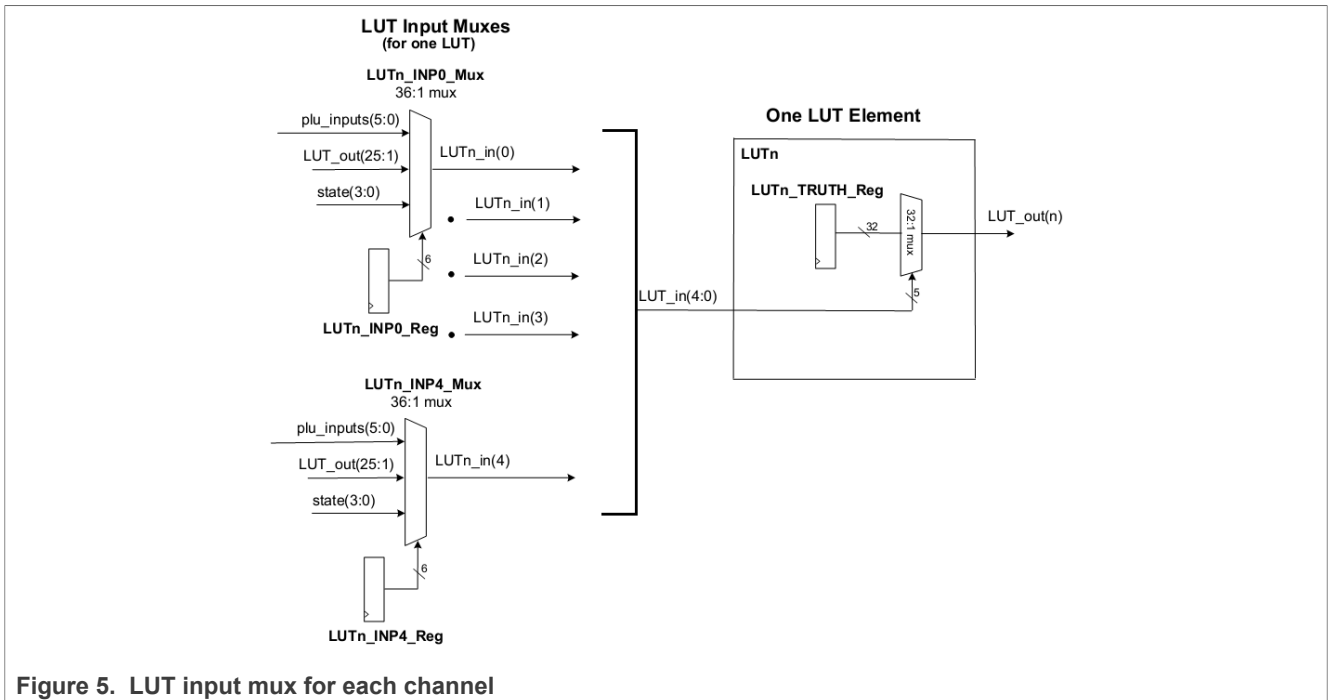 LUT Input Muxes
(for one LUT)
LUTn_INP0_Mux
36:1 mux
plu_inputs(5:0)
LUT_out(25:1)
state(3:0)
LUTn_in(0)
LUTn_in(1)
6
LUTn_in(2)
LUTn_INP0_Reg
LUTn_in(3)
LUTn_INP4_Mux
36:1 mux
plu_inputs(5:0)
LUT_out(25:1)
state(3:0)
LUTn_in(4)
6
LUTn_INP4_Reg
LUT_in(4:0)
One LUT Element
LUTn
LUTn_TRUTH_Reg
32
32:1 mux
5
LUT_out(n)
Figure 5. LUT input mux for each channel